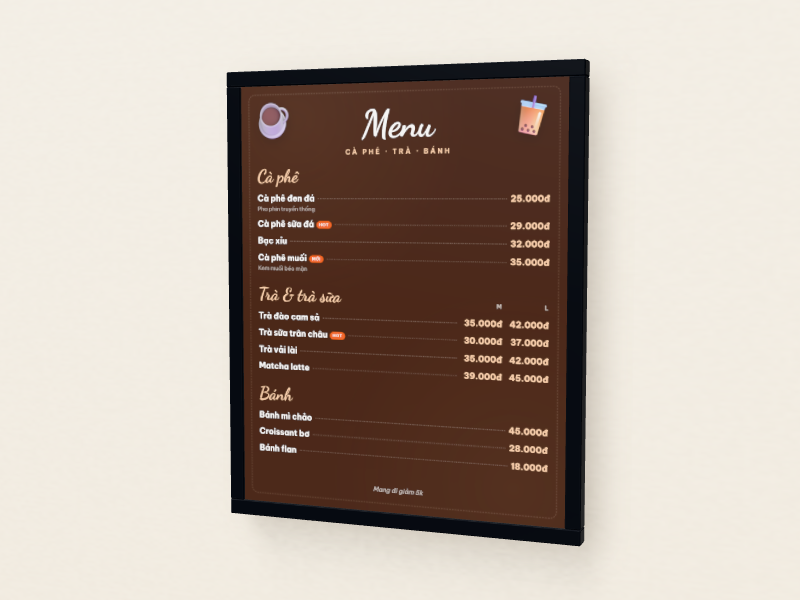 Menu
CÀ PHÊ · TRÀ · BÁNH
Cà phê
Cà phê đen đá 25.000đ
Pha phin truyền thống
Cà phê sữa đá HOT 29.000đ
Bạc xỉu 32.000đ
Cà phê muối MỚI 35.000đ
Kem muối béo mặn
Trà & trà sữa M L
Trà đào cam sả 35.000đ 42.000đ
Trà sữa trân châu HOT 30.000đ 37.000đ
Trà vải lài 35.000đ 42.000đ
Matcha latte 39.000đ 45.000đ
Bánh
Bánh mì chảo 45.000đ
Croissant bơ 28.000đ
Bánh flan 18.000đ
Mang đi giảm 5k